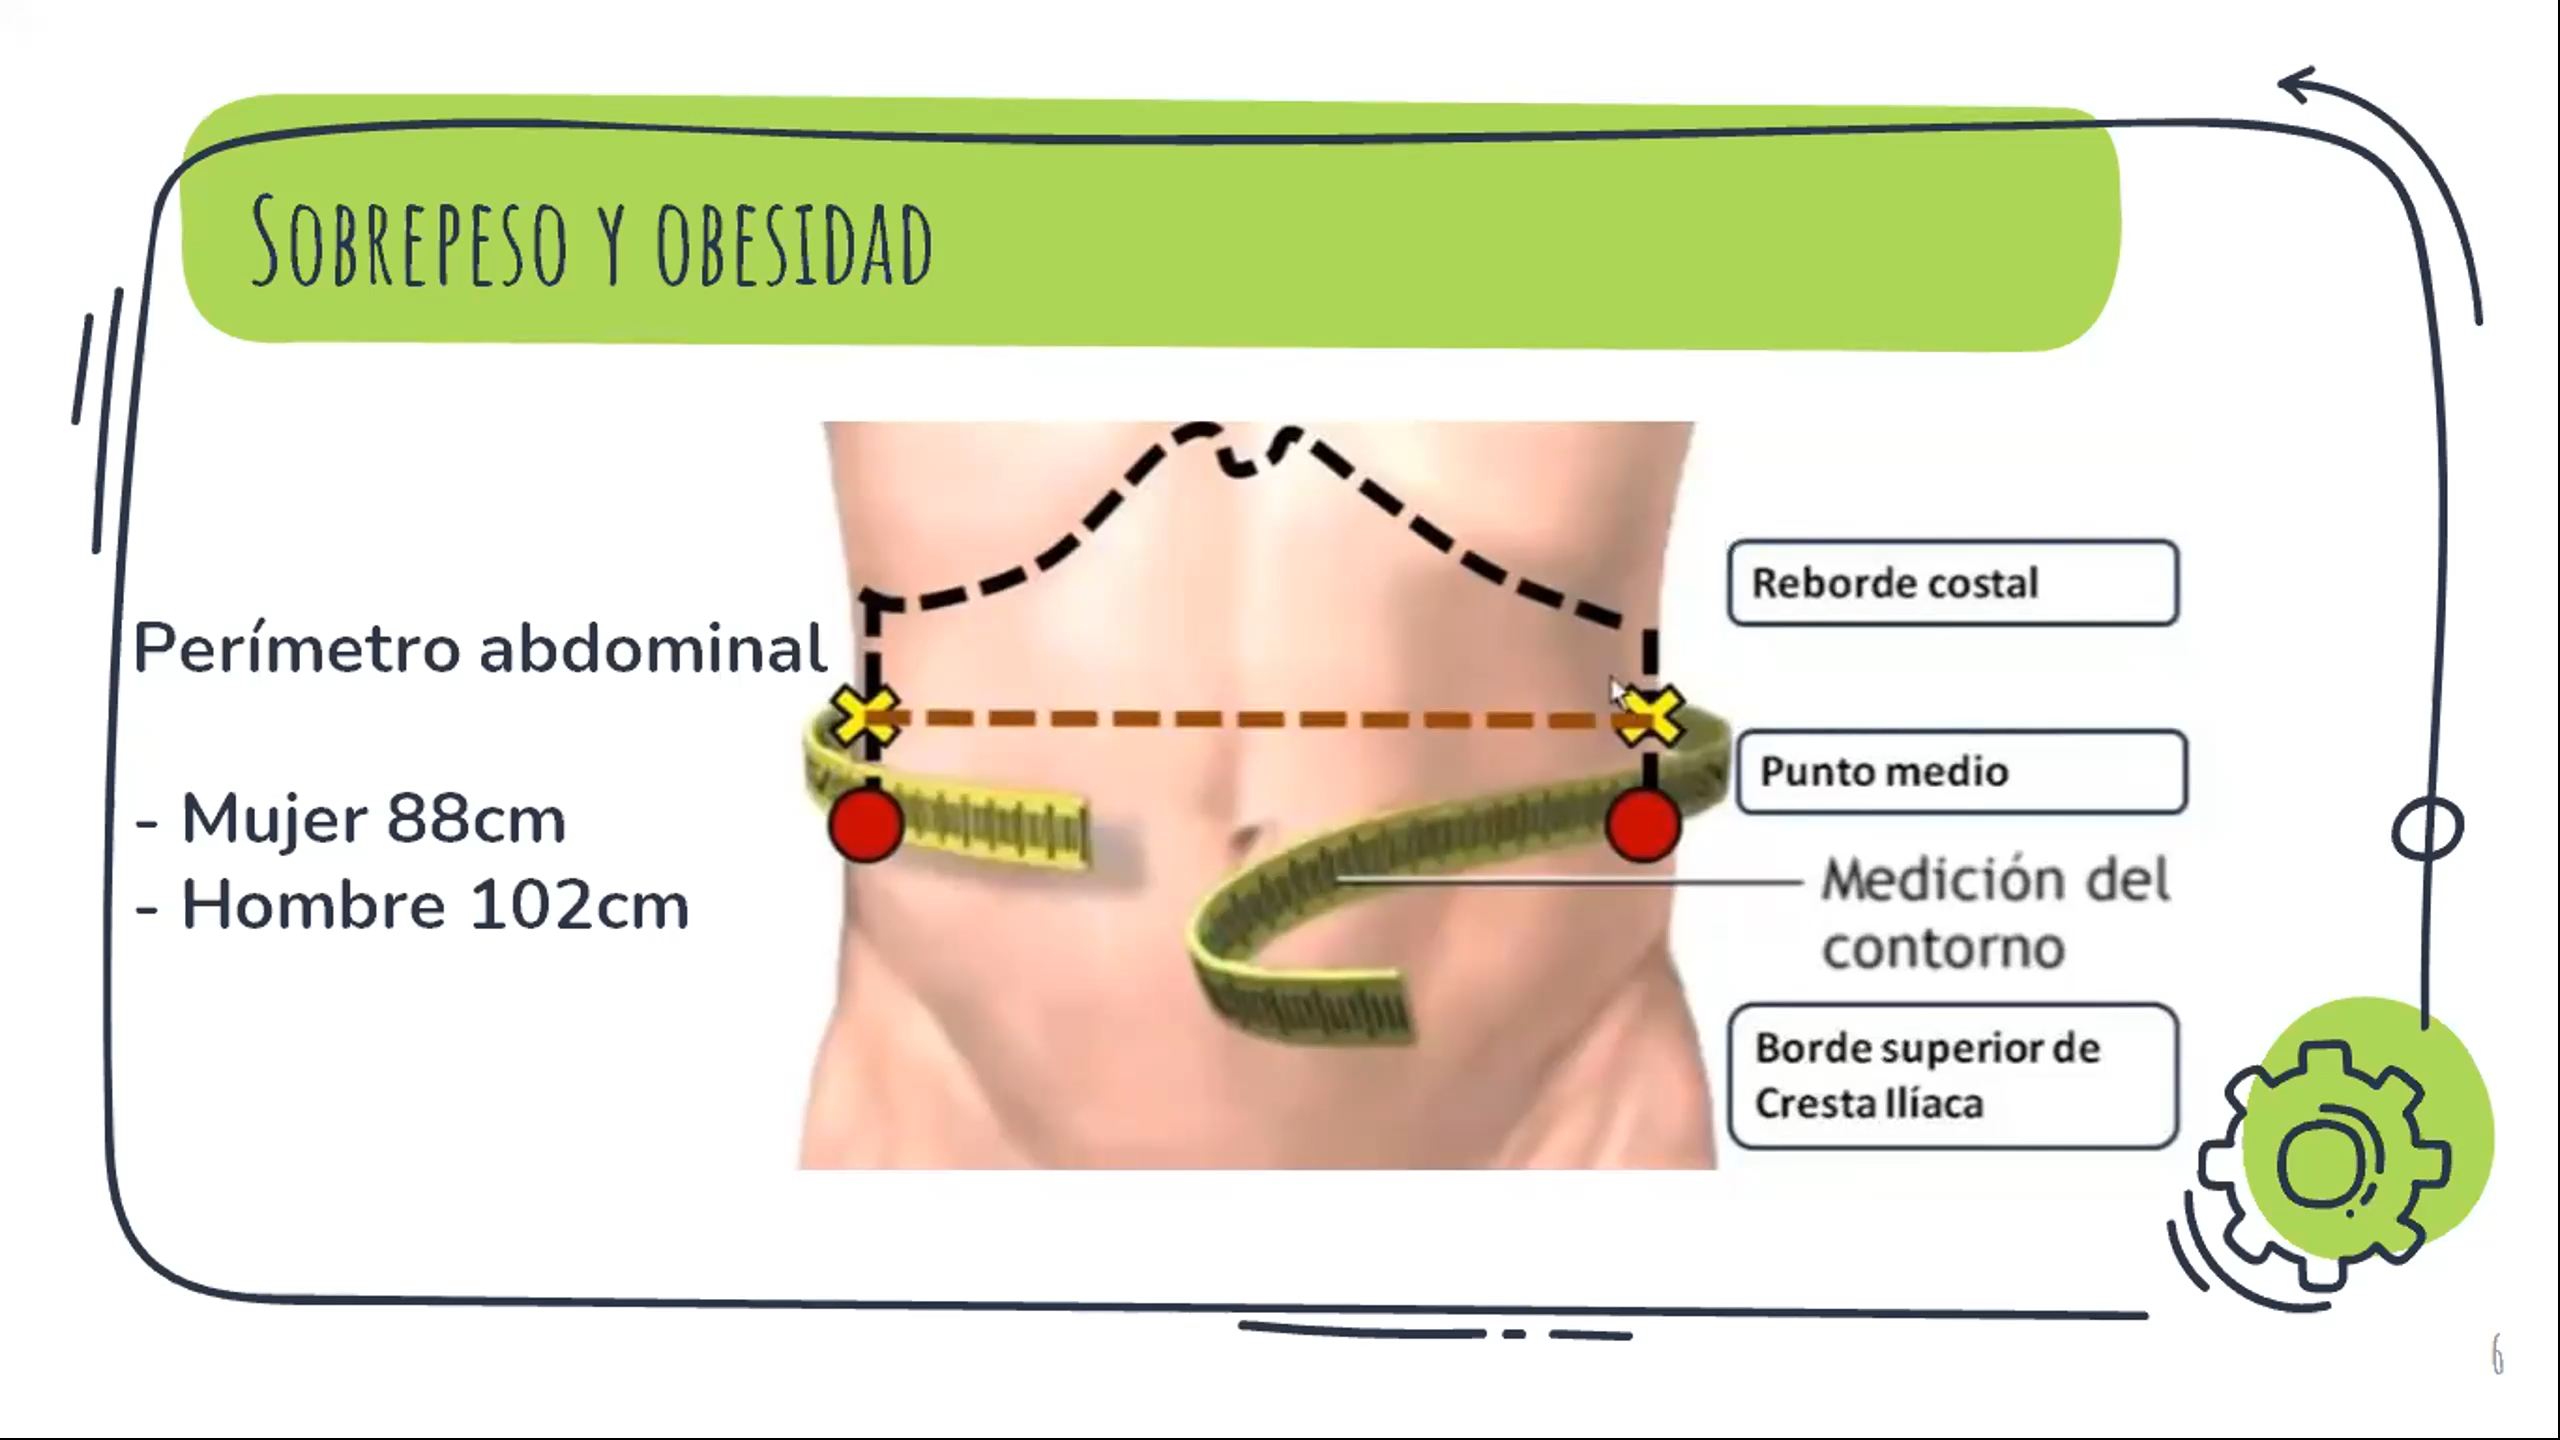 Sobrepeso y obesidad
Perímetro abdominal
- Mujer 88cm
- Hombre 102cm
Reborde costal
Punto medio
Medición del
contorno
Borde superior de
Cresta Ilíaca
6